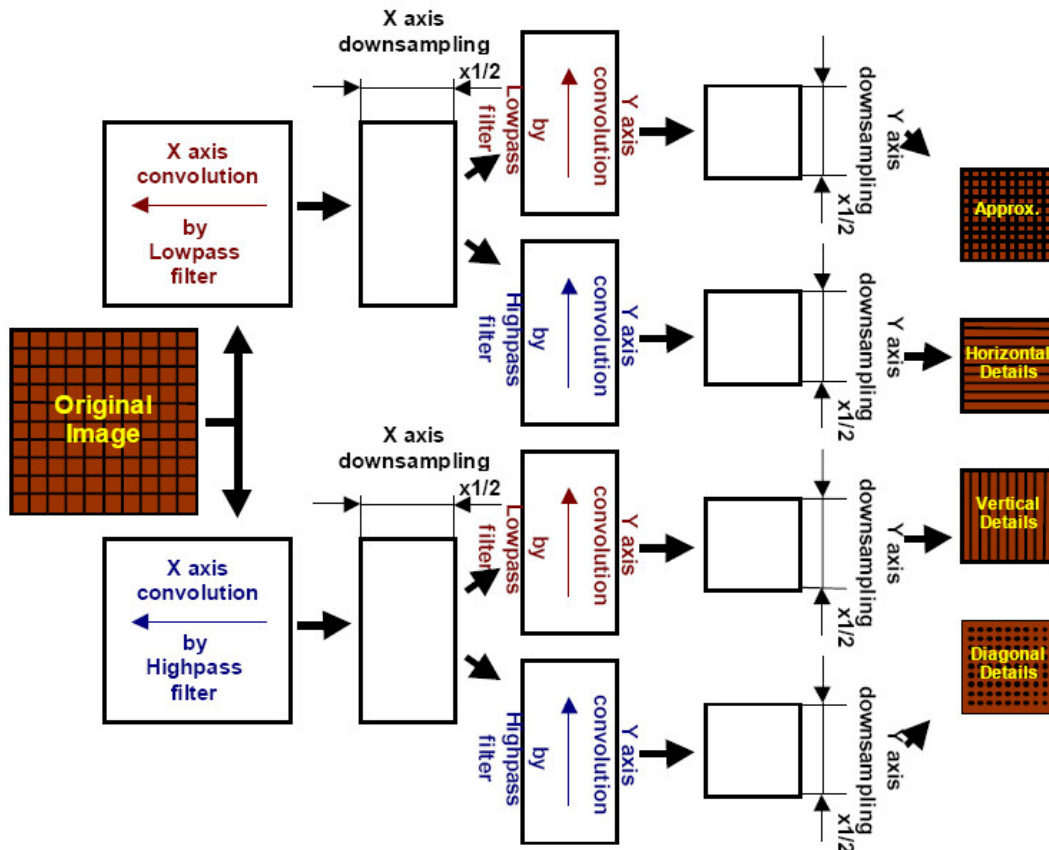 X axis
downsampling
x1/2
X axis
convolution
by
Lowpass
filter
Y axis
convolution
by
Lowpass
filter
Y axis
downsampling
x1/2
Approx.
Y axis
convolution
by
Highpass
filter
Y axis
downsampling
x1/2
Horizontal
Details
Original
Image
X axis
downsampling
x1/2
X axis
convolution
by
Highpass
filter
Y axis
convolution
by
Lowpass
filter
Y axis
downsampling
x1/2
Vertical
Details
Y axis
convolution
by
Highpass
filter
Y axis
downsampling
x1/2
Diagonal
Details